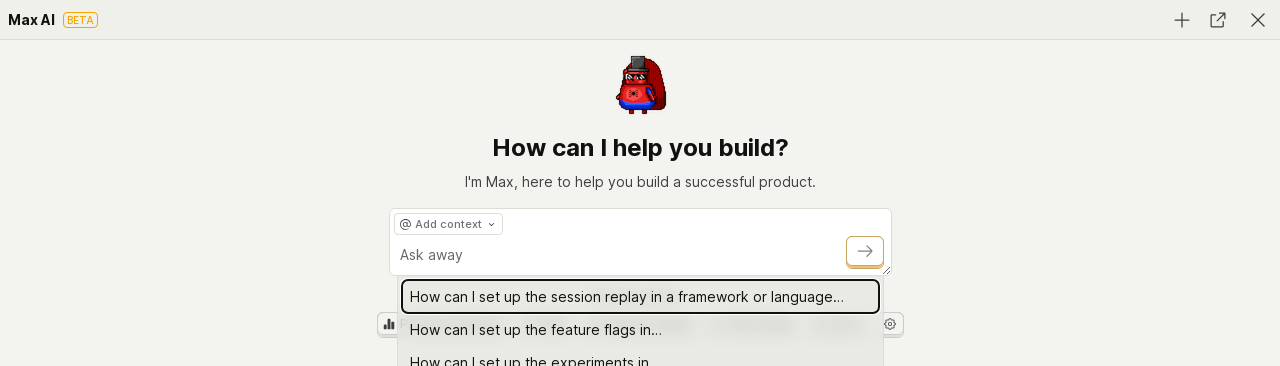 Max AI BETA
How can I help you build?
I'm Max, here to help you build a successful product.
@ Add context
Ask away
How can I set up the session replay in a framework or language…
How can I set up the feature flags in…
How can I set up the experiments in…